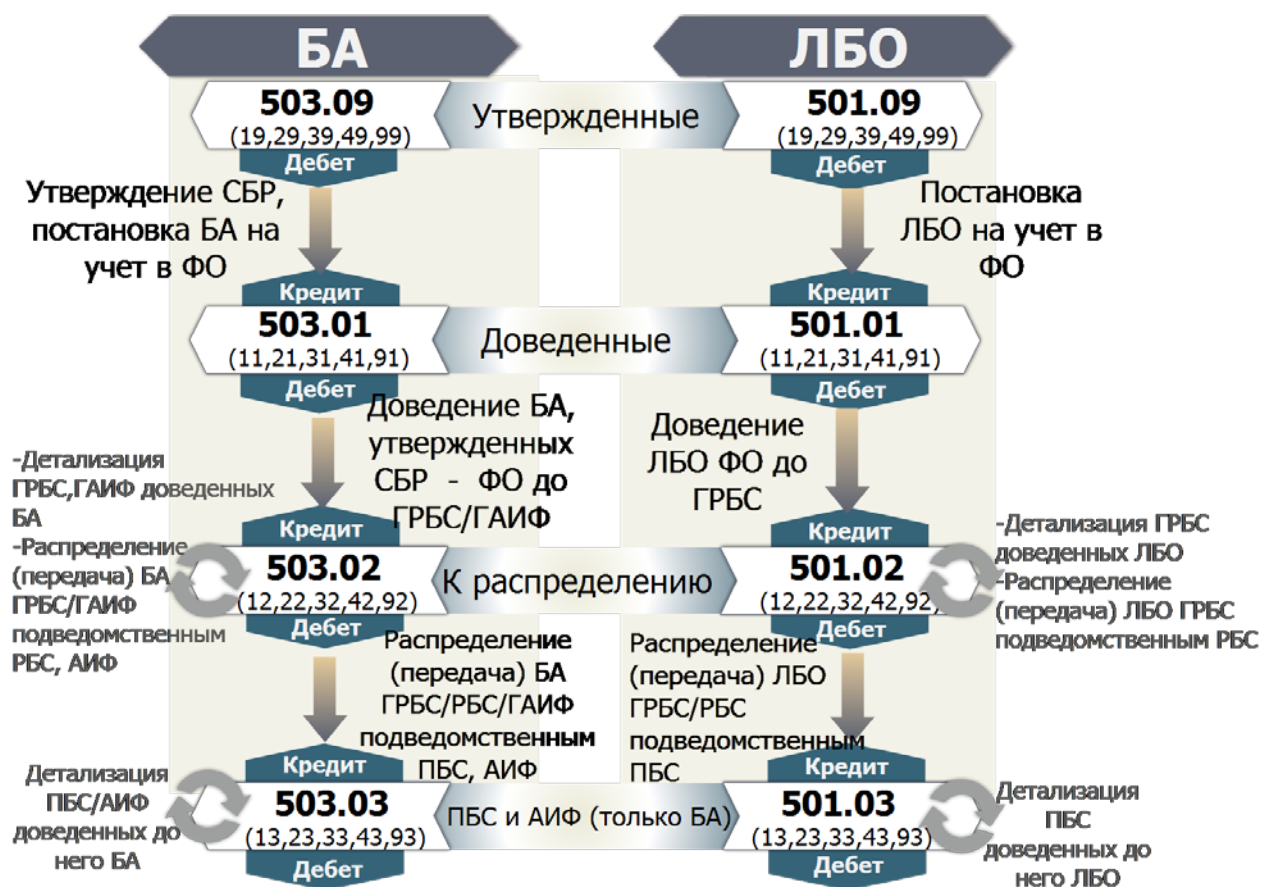 БА
ЛБО
503.09
(19,29,39,49,99)
Дебет
Утвержденные
501.09
(19,29,39,49,99)
Дебет
Утверждение СБР,
постановка БА на
учет в ФО
Постановка
ЛБО на учет в
ФО
Кредит
503.01
(11,21,31,41,91)
Дебет
Доведенные
Кредит
501.01
(11,21,31,41,91)
Дебет
Доведение БА,
утвержденных
СБР - ФО до
ГРБС/ГАИФ
Доведение
ЛБО ФО до
ГРБС
-Детализация
ГРБС,ГАИФ доведенных
БА
-Распределение
(передача) БА
ГРБС/ГАИФ
подведомственным
РБС, АИФ
Кредит
503.02
(12,22,32,42,92)
Дебет
К распределению
Кредит
501.02
(12,22,32,42,92)
Дебет
-Детализация ГРБС
доведенных ЛБО
-Распределение
(передача) ЛБО ГРБС
подведомственным РБС
Распределение
(передача) БА
ГРБС/РБС/ГАИФ
подведомственным
ПБС, АИФ
Распределение
(передача) ЛБО
ГРБС/РБС
подведомственным
ПБС
Детализация
ПБС/АИФ
доведенных до
него БА
Кредит
503.03
(13,23,33,43,93)
Дебет
ПБС и АИФ (только БА)
Кредит
501.03
(13,23,33,43,93)
Дебет
Детализация
ПБС
доведенных до
него ЛБО